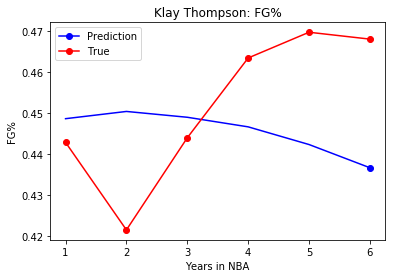 Klay Thompson: FG%
Prediction
True
FG%
0.47
0.46
0.45
0.44
0.43
0.42
1 2 3 4 5 6
Years in NBA